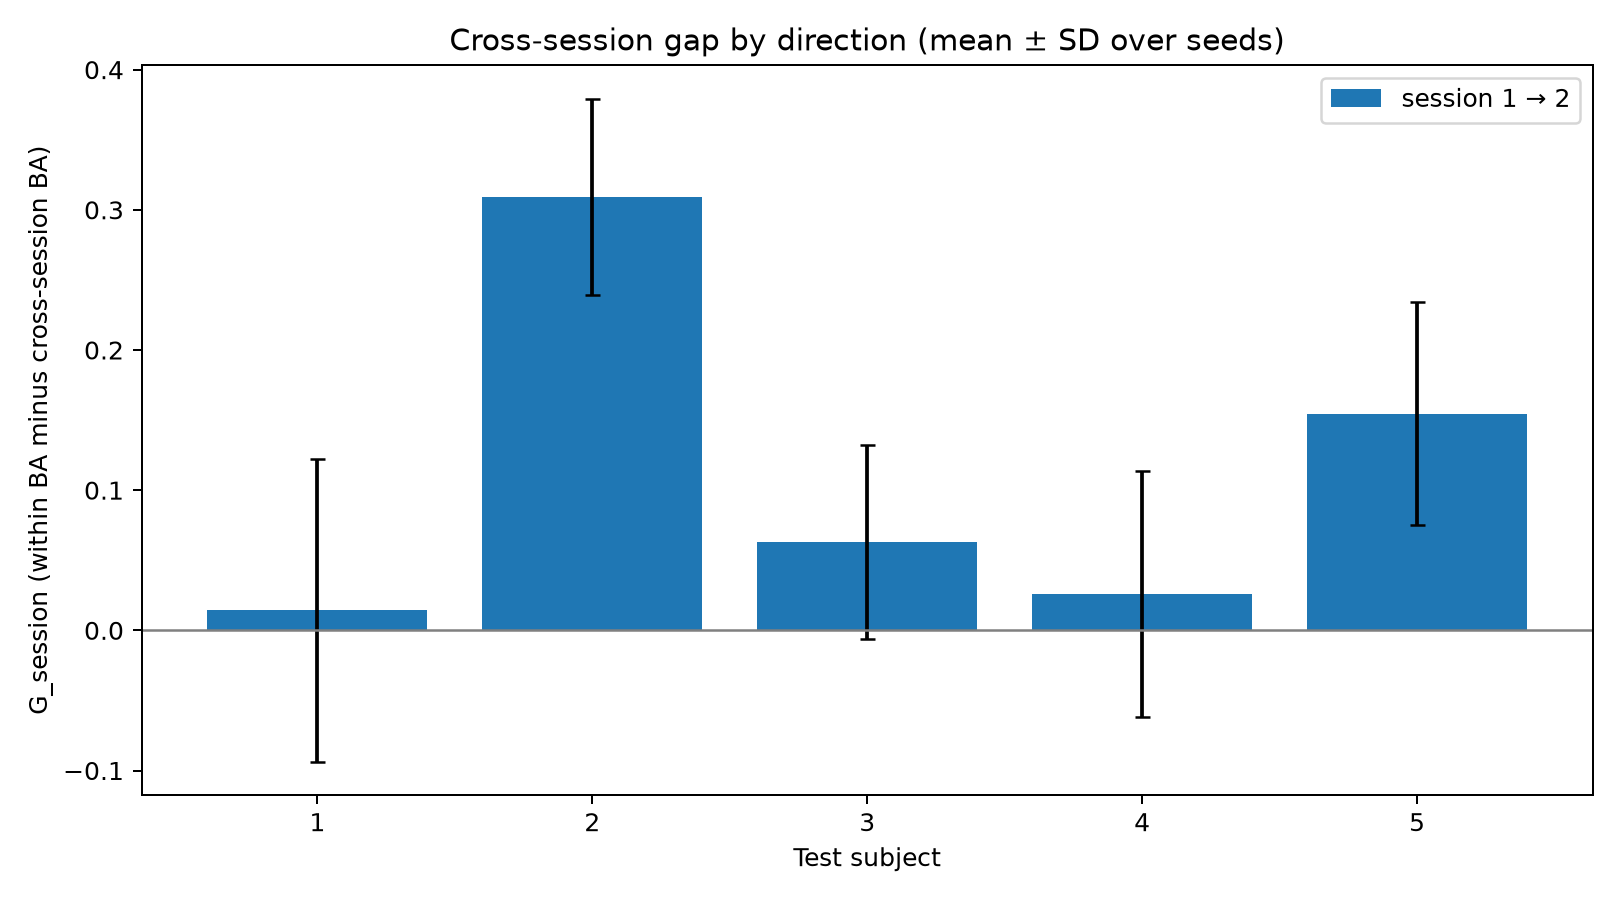 Cross-session gap by direction (mean ± SD over seeds)
session 1 → 2
G_session (within BA minus cross-session BA)
0.4
0.3
0.2
0.1
0.0
−0.1
1 2 3 4 5
Test subject